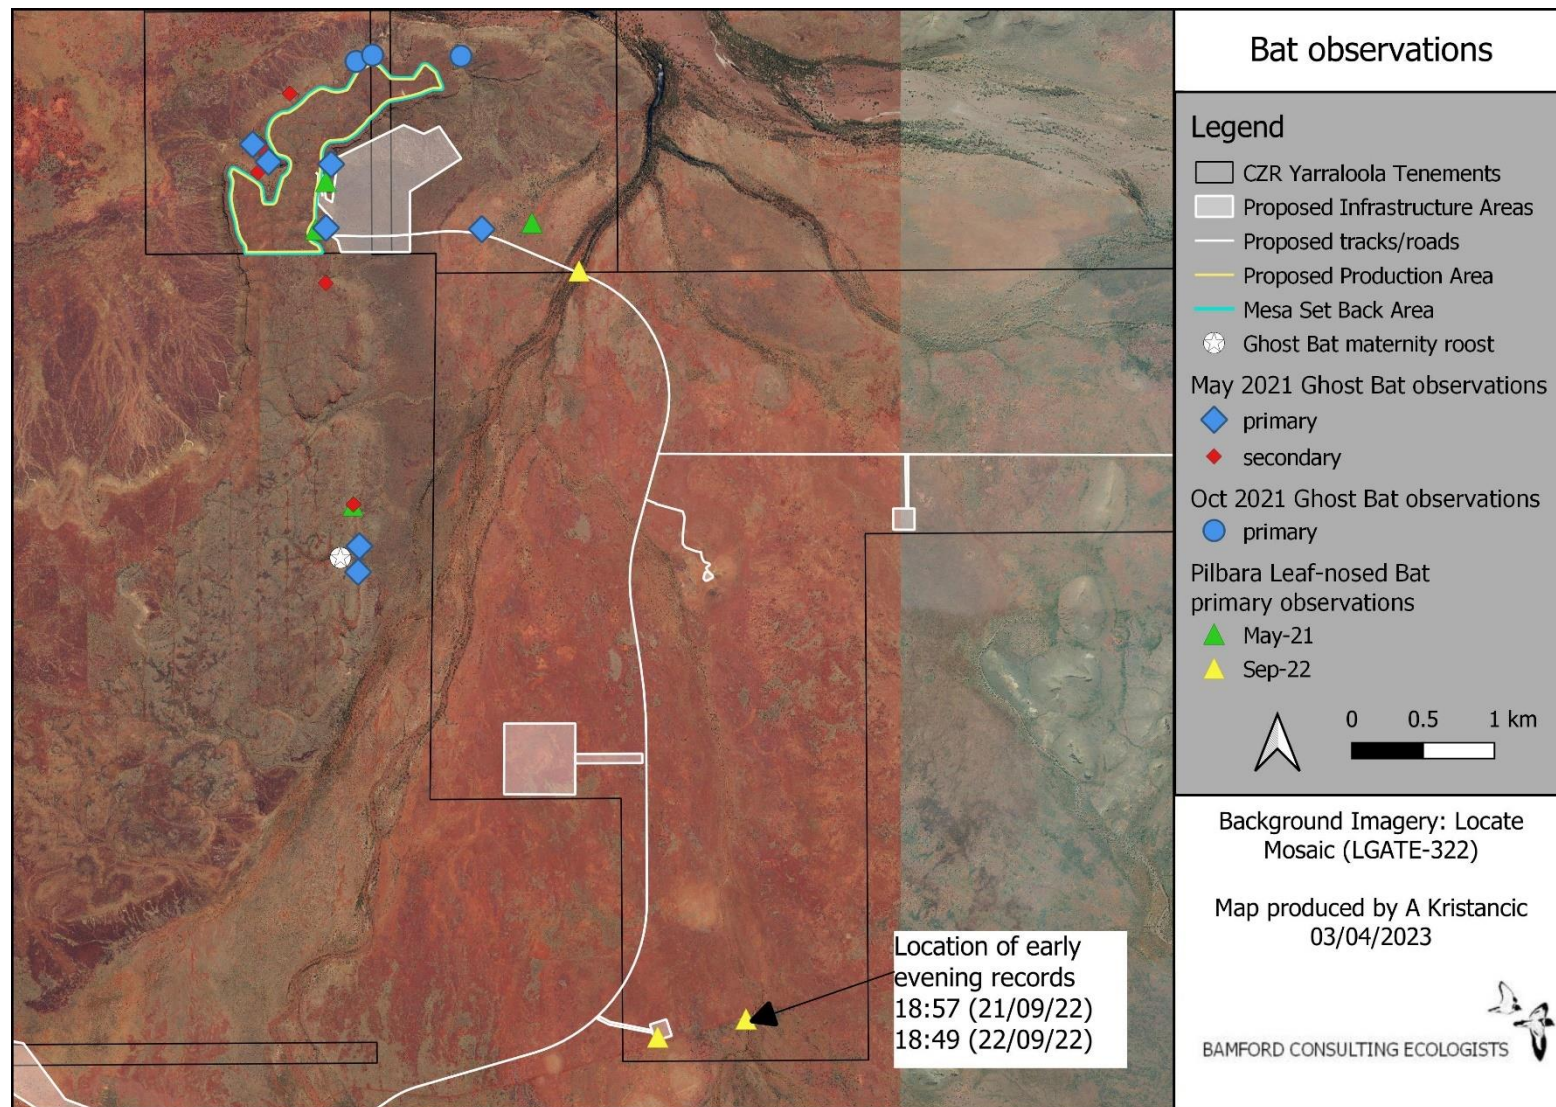 Bat observations
Legend
CZR Yarraloola Tenements
Proposed Infrastructure Areas
Proposed tracks/roads
Proposed Production Area
Mesa Set Back Area
Ghost Bat maternity roost
May 2021 Ghost Bat observations
primary
secondary
Oct 2021 Ghost Bat observations
primary
Pilbara Leaf-nosed Bat
primary observations
May-21
Sep-22
0 0.5 1 km
Background Imagery: Locate
Mosaic (LGATE-322)
Map produced by A Kristancic
03/04/2023
BAMFORD CONSULTING ECOLOGISTS
Location of early
evening records
18:57 (21/09/22)
18:49 (22/09/22)